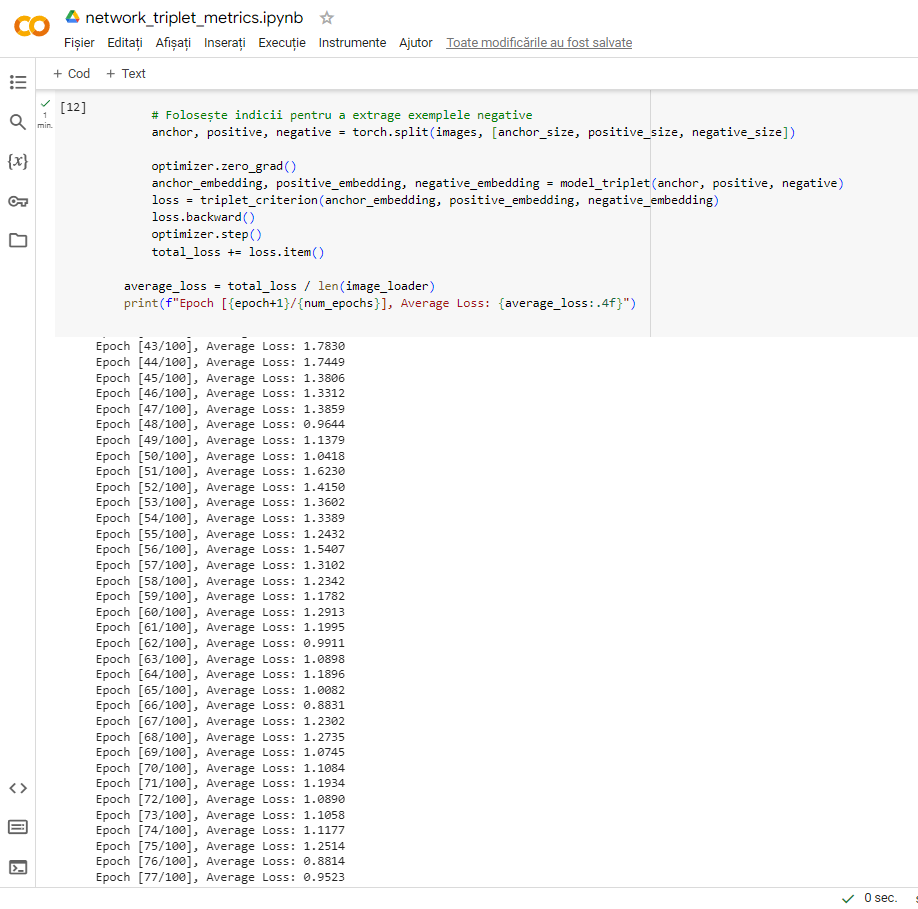 network_triplet_metrics.ipynb
Fișier Editați Afișați Inserați Execuție Instrumente Ajutor Toate modificările au fost salvate
+ Cod + Text
[12]
1
min.
# Folosește indicii pentru a extrage exemplele negative
anchor, positive, negative = torch.split(images, [anchor_size, positive_size, negative_size])
optimizer.zero_grad()
anchor_embedding, positive_embedding, negative_embedding = model_triplet(anchor, positive, negative)
loss = triplet_criterion(anchor_embedding, positive_embedding, negative_embedding)
loss.backward()
optimizer.step()
total_loss += loss.item()
average_loss = total_loss / len(image_loader)
print(f"Epoch [{epoch+1}/{num_epochs}], Average Loss: {average_loss:.4f}")
{x}
Epoch [43/100], Average Loss: 1.7830
Epoch [44/100], Average Loss: 1.7449
Epoch [45/100], Average Loss: 1.3806
Epoch [46/100], Average Loss: 1.3312
Epoch [47/100], Average Loss: 1.3859
Epoch [48/100], Average Loss: 0.9644
Epoch [49/100], Average Loss: 1.1379
Epoch [50/100], Average Loss: 1.0418
Epoch [51/100], Average Loss: 1.6230
Epoch [52/100], Average Loss: 1.4150
Epoch [53/100], Average Loss: 1.3602
Epoch [54/100], Average Loss: 1.3389
Epoch [55/100], Average Loss: 1.2432
Epoch [56/100], Average Loss: 1.5407
Epoch [57/100], Average Loss: 1.3102
Epoch [58/100], Average Loss: 1.2342
Epoch [59/100], Average Loss: 1.1782
Epoch [60/100], Average Loss: 1.2913
Epoch [61/100], Average Loss: 1.1995
Epoch [62/100], Average Loss: 0.9911
Epoch [63/100], Average Loss: 1.0898
Epoch [64/100], Average Loss: 1.1896
Epoch [65/100], Average Loss: 1.0082
Epoch [66/100], Average Loss: 0.8831
Epoch [67/100], Average Loss: 1.2302
Epoch [68/100], Average Loss: 1.2735
Epoch [69/100], Average Loss: 1.0745
Epoch [70/100], Average Loss: 1.1084
Epoch [71/100], Average Loss: 1.1934
Epoch [72/100], Average Loss: 1.0890
Epoch [73/100], Average Loss: 1.1058
Epoch [74/100], Average Loss: 1.1177
Epoch [75/100], Average Loss: 1.2514
Epoch [76/100], Average Loss: 0.8814
Epoch [77/100], Average Loss: 0.9523
0 sec.